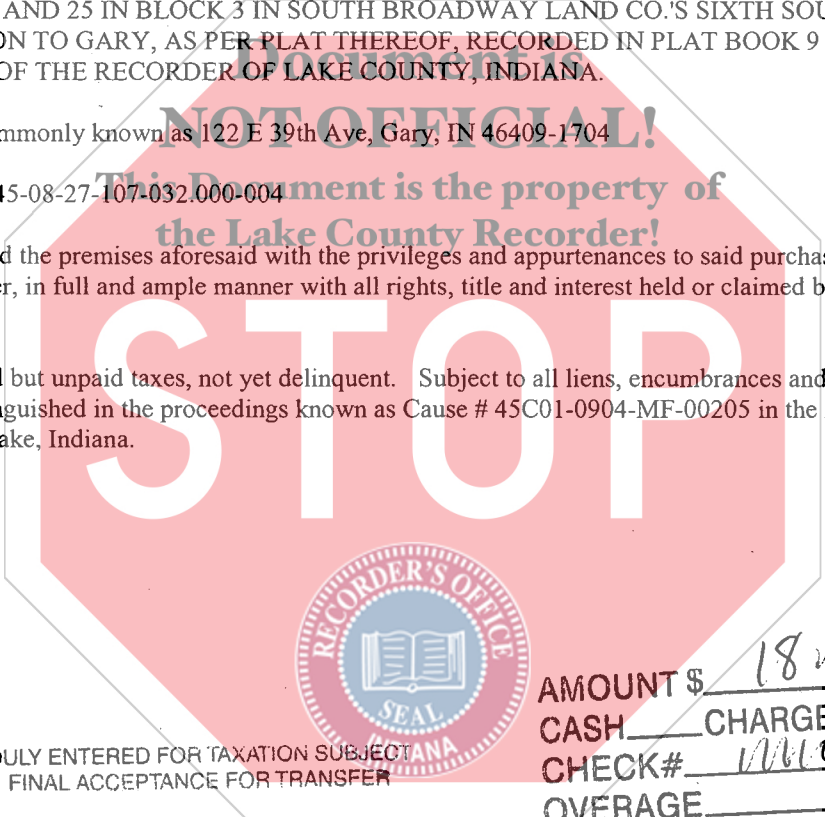 AND 25 IN BLOCK 3 IN SOUTH BROADWAY LAND CO.'S SIXTH SOU
ON TO GARY, AS PER PLAT THEREOF, RECORDED IN PLAT BOOK 9
OF THE RECORDER OF LAKE COUNTY, INDIANA.
Document is
NOT OFFICIAL!
mmonly known as 122 E 39th Ave, Gary, IN 46409-1704
This Document is the property of
45-08-27-107-032.000-004
the Lake County Recorder!
d the premises aforesaid with the privileges and appurtenances to said purchas
er, in full and ample manner with all rights, title and interest held or claimed b
STOP
l but unpaid taxes, not yet delinquent. Subject to all liens, encumbrances and
nguished in the proceedings known as Cause # 45C01-0904-MF-00205 in the
ake, Indiana.
RECORDER'S OFFICE
SEAL
INDIANA
AMOUNT $ 18
CASH CHARGE
CHECK#
OVERAGE
DULY ENTERED FOR TAXATION SUBJECT
FINAL ACCEPTANCE FOR TRANSFER